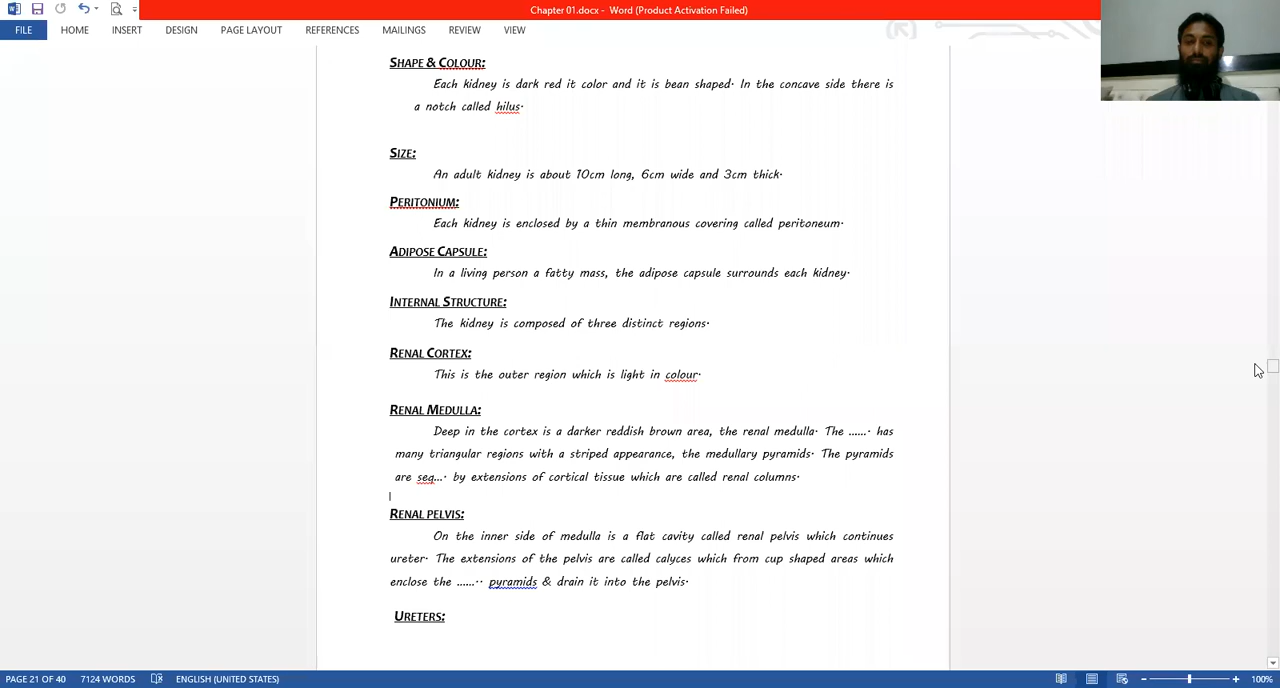 Chapter 01.docx - Word (Product Activation Failed)
FILE HOME INSERT DESIGN PAGE LAYOUT REFERENCES MAILINGS REVIEW VIEW
SHAPE & COLOUR:
Each kidney is dark red it color and it is bean shaped. In the concave side there is
a notch called hilus.
SIZE:
An adult kidney is about 10cm long, 6cm wide and 3cm thick.
PERITONIUM:
Each kidney is enclosed by a thin membranous covering called peritoneum.
ADIPOSE CAPSULE:
In a living person a fatty mass, the adipose capsule surrounds each kidney.
INTERNAL STRUCTURE:
The kidney is composed of three distinct regions.
RENAL CORTEX:
This is the outer region which is light in colour.
RENAL MEDULLA:
Deep in the cortex is a darker reddish brown area, the renal medulla. The ....... has
many triangular regions with a striped appearance, the medullary pyramids. The pyramids
are seq.... by extensions of cortical tissue which are called renal columns.
RENAL PELVIS:
On the inner side of medulla is a flat cavity called renal pelvis which continues
ureter. The extensions of the pelvis are called calyces which from cup shaped areas which
enclose the ........ pyramids & drain it into the pelvis.
URETERS:
PAGE 21 OF 40 7124 WORDS ENGLISH (UNITED STATES) 100%